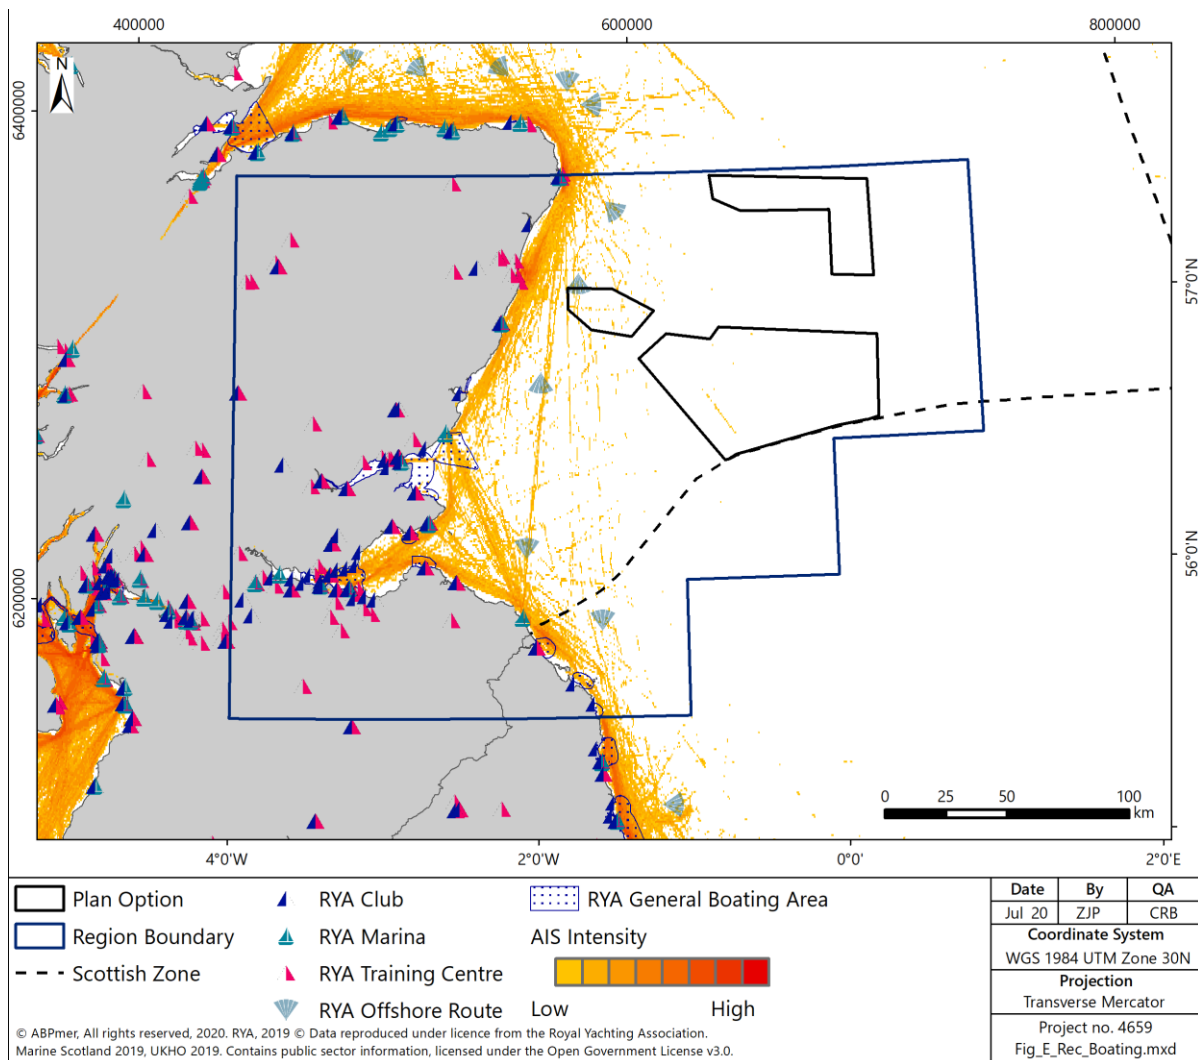 400000
600000
800000
N
6400000
6200000
57°0'N
56°0'N
0
25
50
100
km
4°0'W
2°0'W
0°0'
2°0'E
Plan Option
Region Boundary
Scottish Zone
RYA Club
RYA Marina
RYA Training Centre
RYA Offshore Route
RYA General Boating Area
AIS Intensity
Low
High
Date
By
QA
Jul 20
ZJP
CRB
Coordinate System
WGS 1984 UTM Zone 30N
Projection
Transverse Mercator
Project no. 4659
Fig_E_Rec_Boating.mxd
© ABPmer, All rights reserved, 2020. RYA, 2019 © Data reproduced under licence from the Royal Yachting Association.
Marine Scotland 2019, UKHO 2019. Contains public sector information, licensed under the Open Government License v3.0.